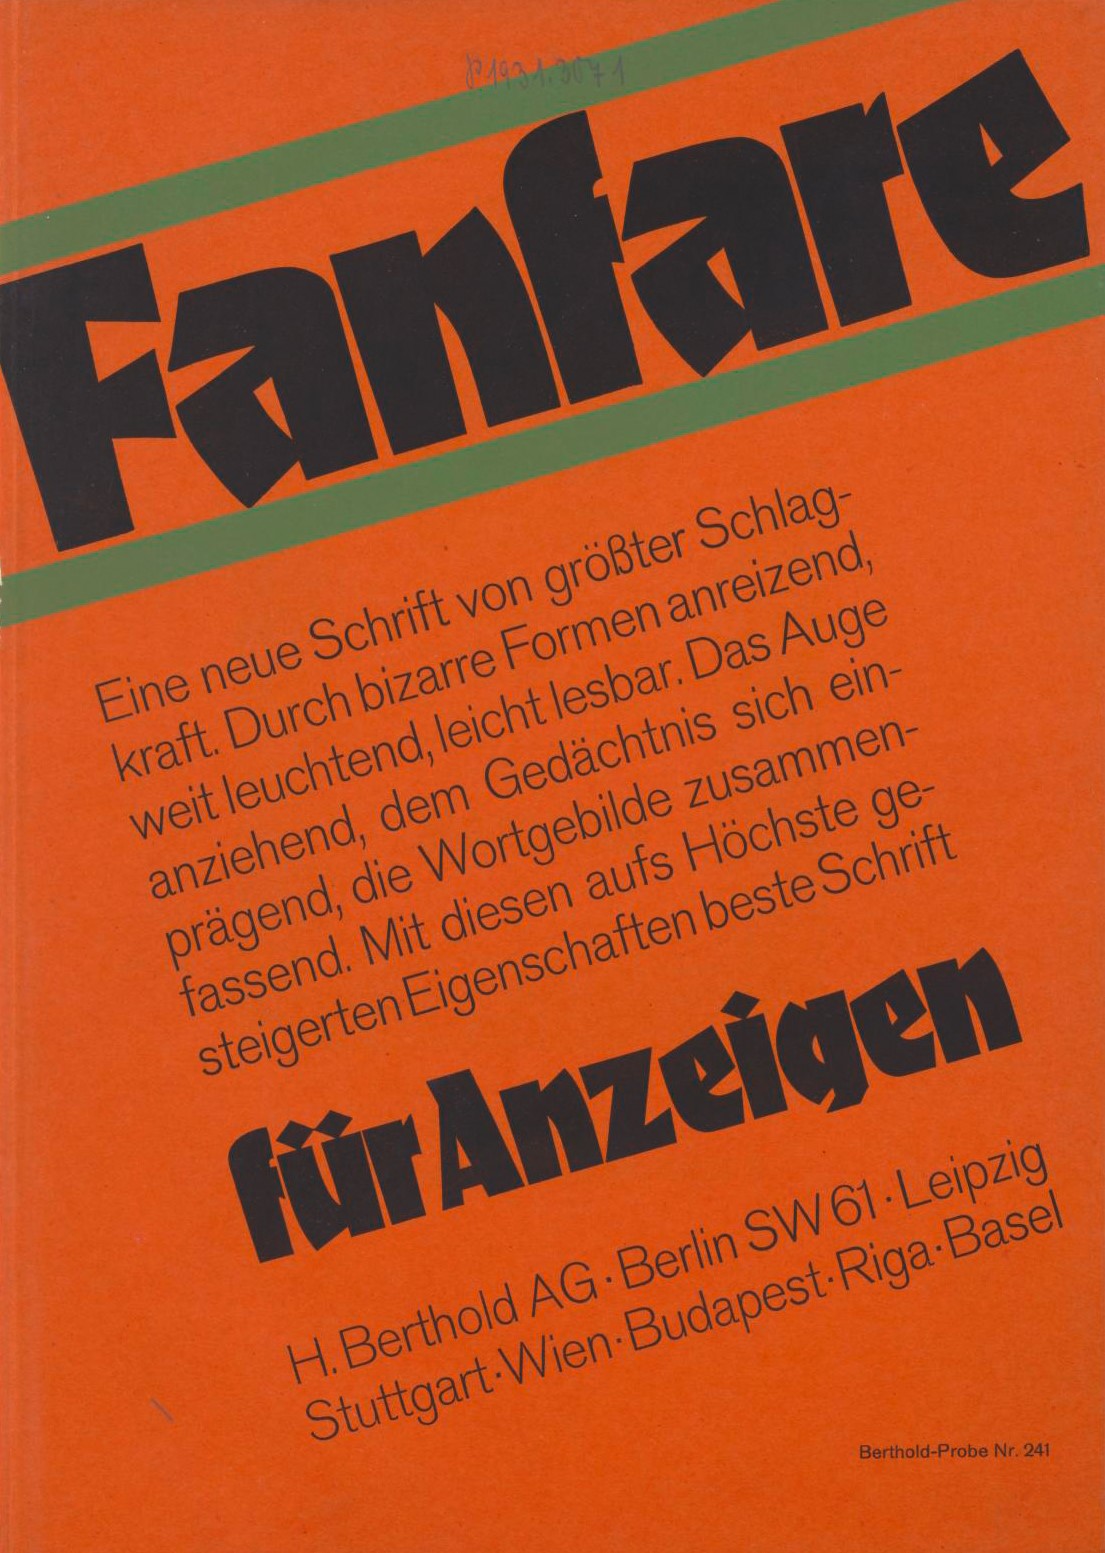 P.1931.3071
Fanfare
Eine neue Schrift von größter Schlag-
kraft. Durch bizarre Formen anreizend,
weit leuchtend, leicht lesbar. Das Auge
anziehend, dem Gedächtnis sich ein-
prägend, die Wortgebilde zusammen-
fassend. Mit diesen aufs Höchste ge-
steigerten Eigenschaften beste Schrift
für Anzeigen
H. Berthold AG · Berlin SW 61 · Leipzig
Stuttgart · Wien · Budapest · Riga · Basel
Berthold-Probe Nr. 241